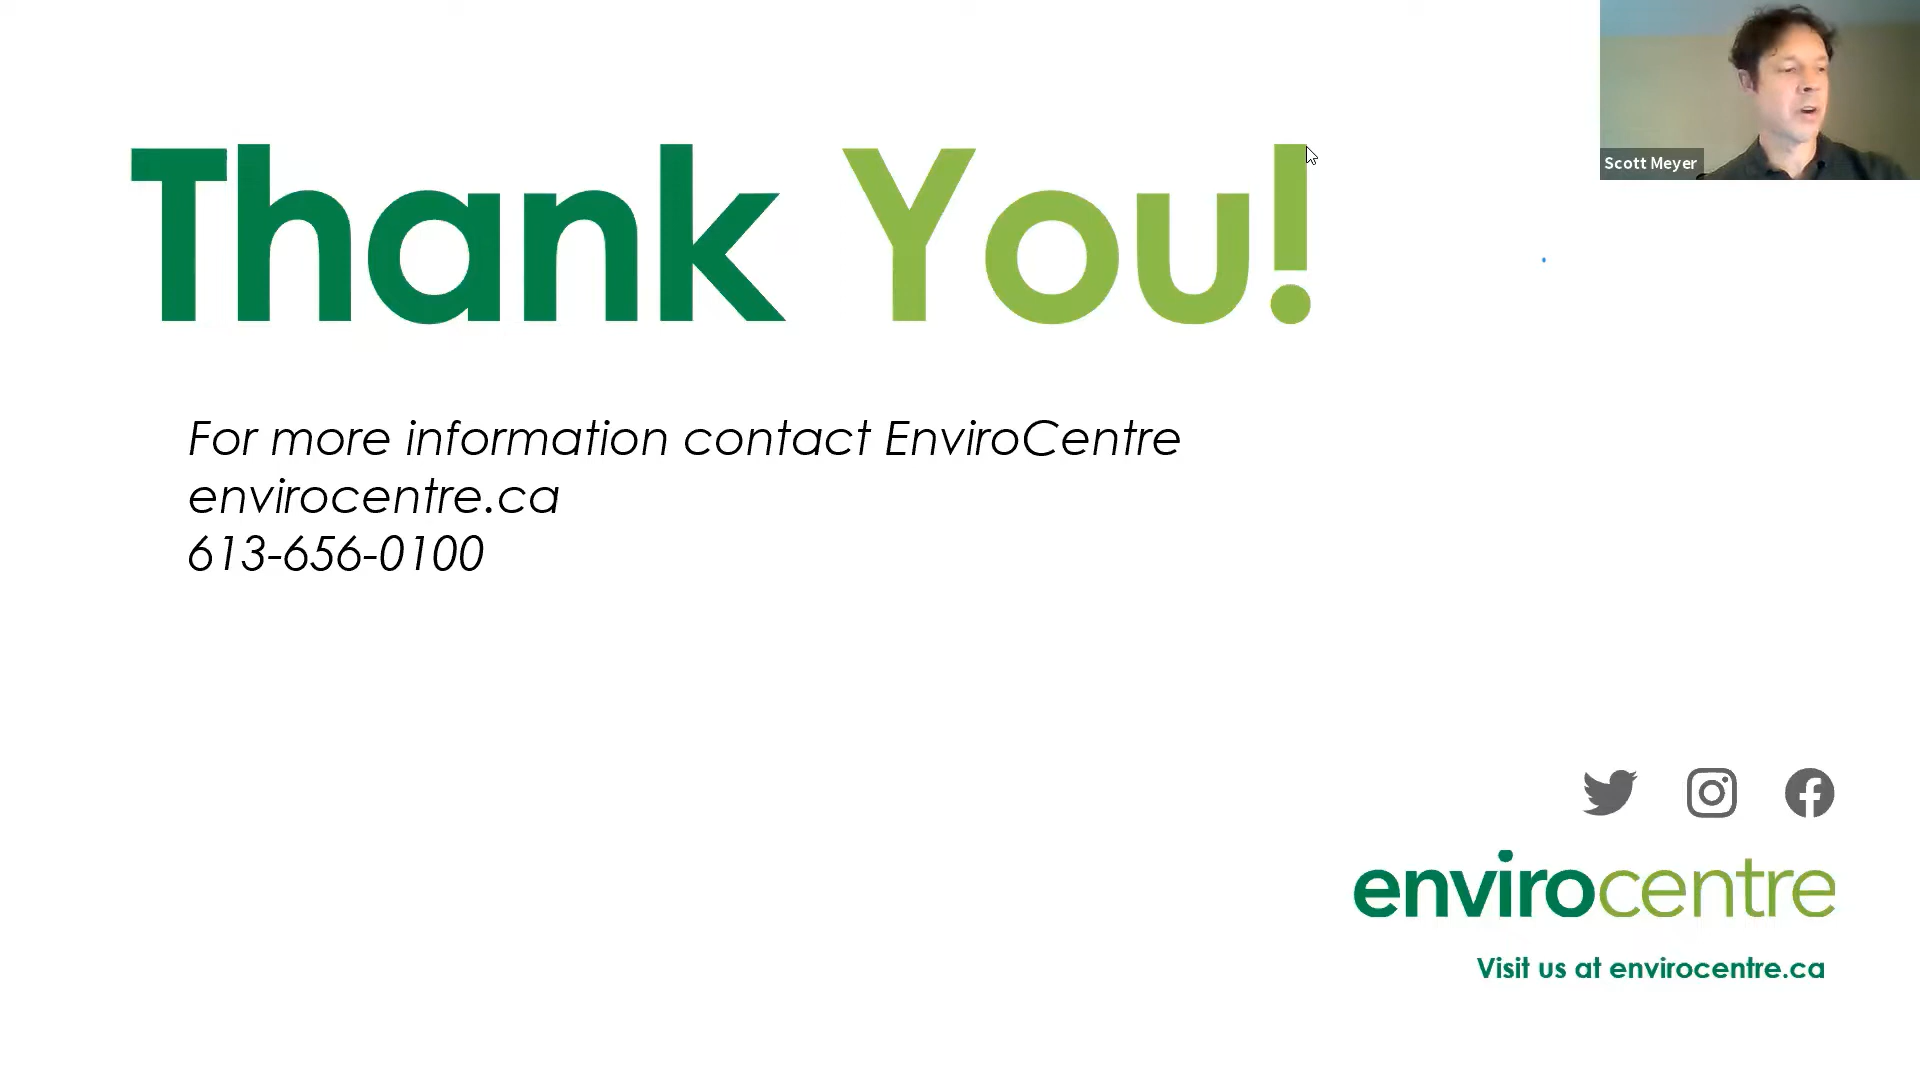 Thank You!
Scott Meyer
For more information contact EnviroCentre
envirocentre.ca
613-656-0100
envirocentre
Visit us at envirocentre.ca